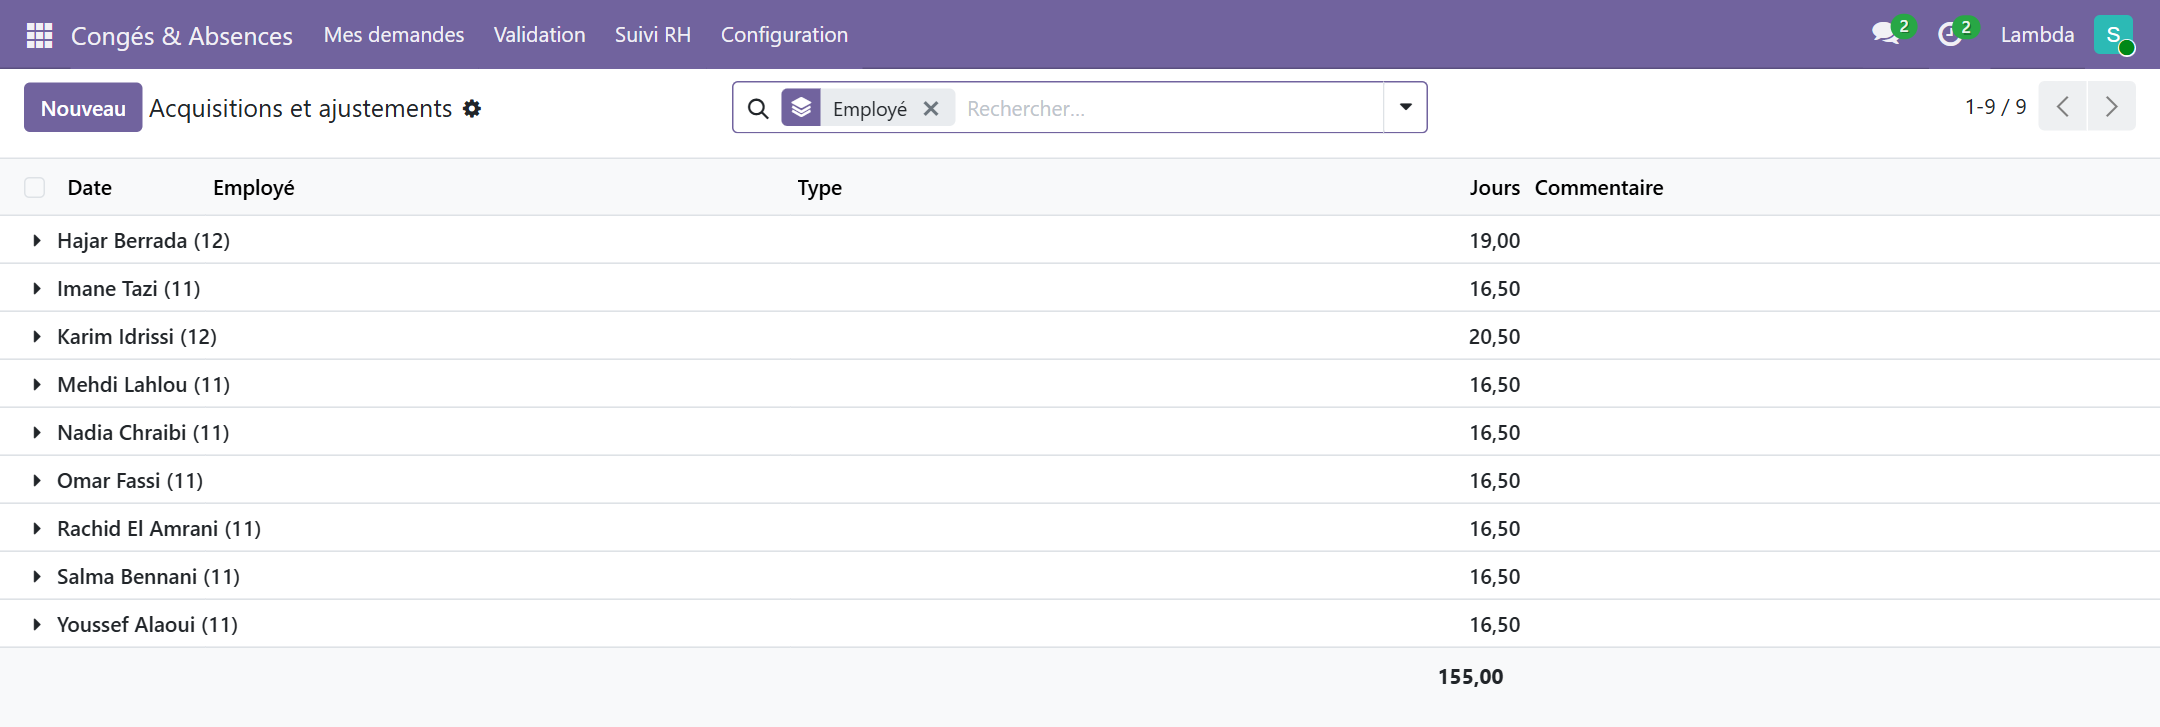 Congés & Absences Mes demandes Validation Suivi RH Configuration 2 2 Lambda S
Nouveau Acquisitions et ajustements Employé Rechercher... 1-9 / 9
Date Employé Type Jours Commentaire
Hajar Berrada (12) 19,00
Imane Tazi (11) 16,50
Karim Idrissi (12) 20,50
Mehdi Lahlou (11) 16,50
Nadia Chraibi (11) 16,50
Omar Fassi (11) 16,50
Rachid El Amrani (11) 16,50
Salma Bennani (11) 16,50
Youssef Alaoui (11) 16,50
155,00